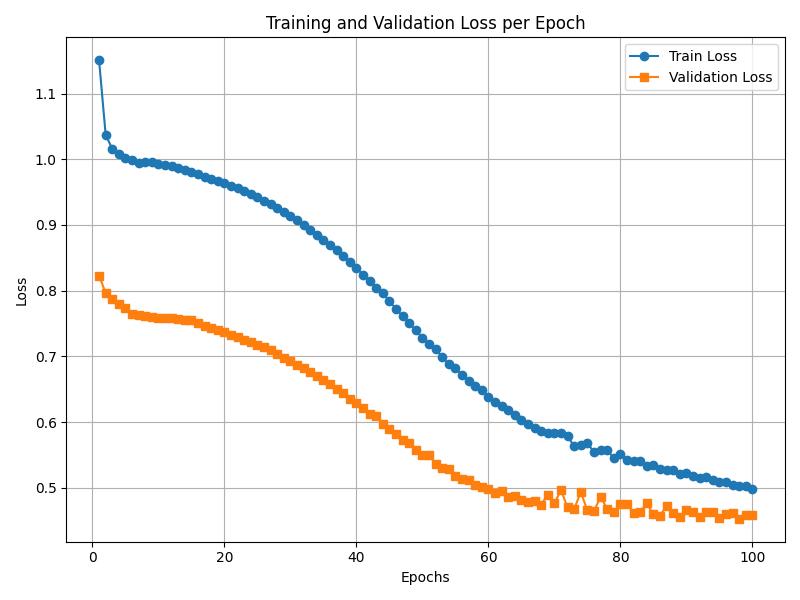 Training and Validation Loss per Epoch
Train Loss
Validation Loss
Loss
1.1
1.0
0.9
0.8
0.7
0.6
0.5
0 20 40 60 80 100
Epochs